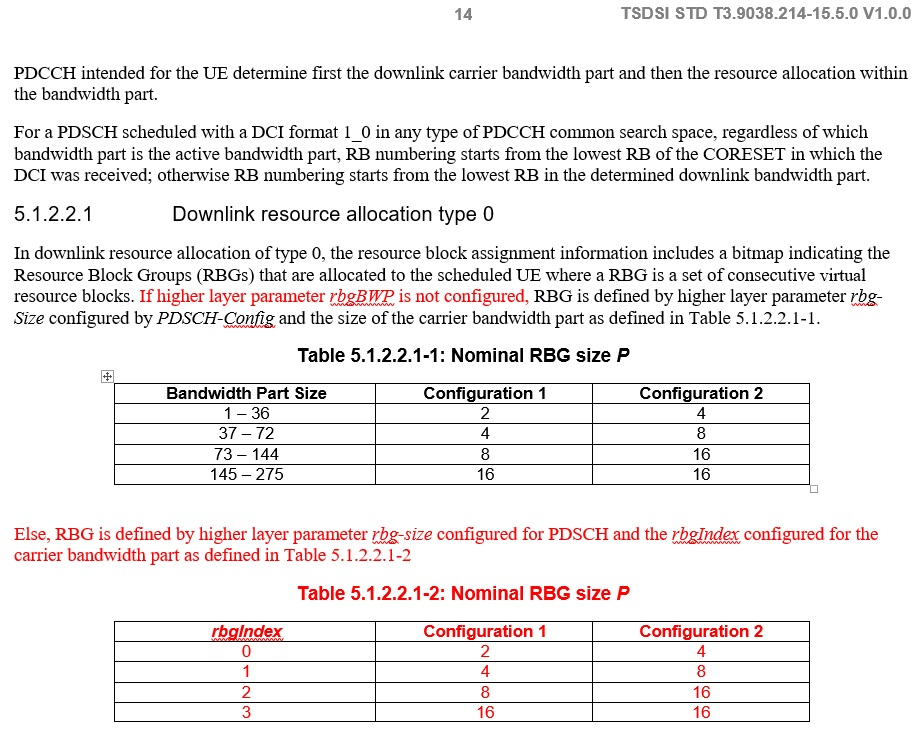 14 TSDSI STD T3.9038.214-15.5.0 V1.0.0
PDCCH intended for the UE determine first the downlink carrier bandwidth part and then the resource allocation within
the bandwidth part.
For a PDSCH scheduled with a DCI format 1_0 in any type of PDCCH common search space, regardless of which
bandwidth part is the active bandwidth part, RB numbering starts from the lowest RB of the CORESET in which the
DCI was received; otherwise RB numbering starts from the lowest RB in the determined downlink bandwidth part.
5.1.2.2.1 Downlink resource allocation type 0
In downlink resource allocation of type 0, the resource block assignment information includes a bitmap indicating the
Resource Block Groups (RBGs) that are allocated to the scheduled UE where a RBG is a set of consecutive virtual
resource blocks. If higher layer parameter rbgBWP is not configured, RBG is defined by higher layer parameter rbg-
Size configured by PDSCH-Config and the size of the carrier bandwidth part as defined in Table 5.1.2.2.1-1.
Table 5.1.2.2.1-1: Nominal RBG size P
Bandwidth Part Size Configuration 1 Configuration 2
1 – 36 2 4
37 – 72 4 8
73 – 144 8 16
145 – 275 16 16
Else, RBG is defined by higher layer parameter rbg-size configured for PDSCH and the rbgIndex configured for the
carrier bandwidth part as defined in Table 5.1.2.2.1-2
Table 5.1.2.2.1-2: Nominal RBG size P
rbgIndex Configuration 1 Configuration 2
0 2 4
1 4 8
2 8 16
3 16 16